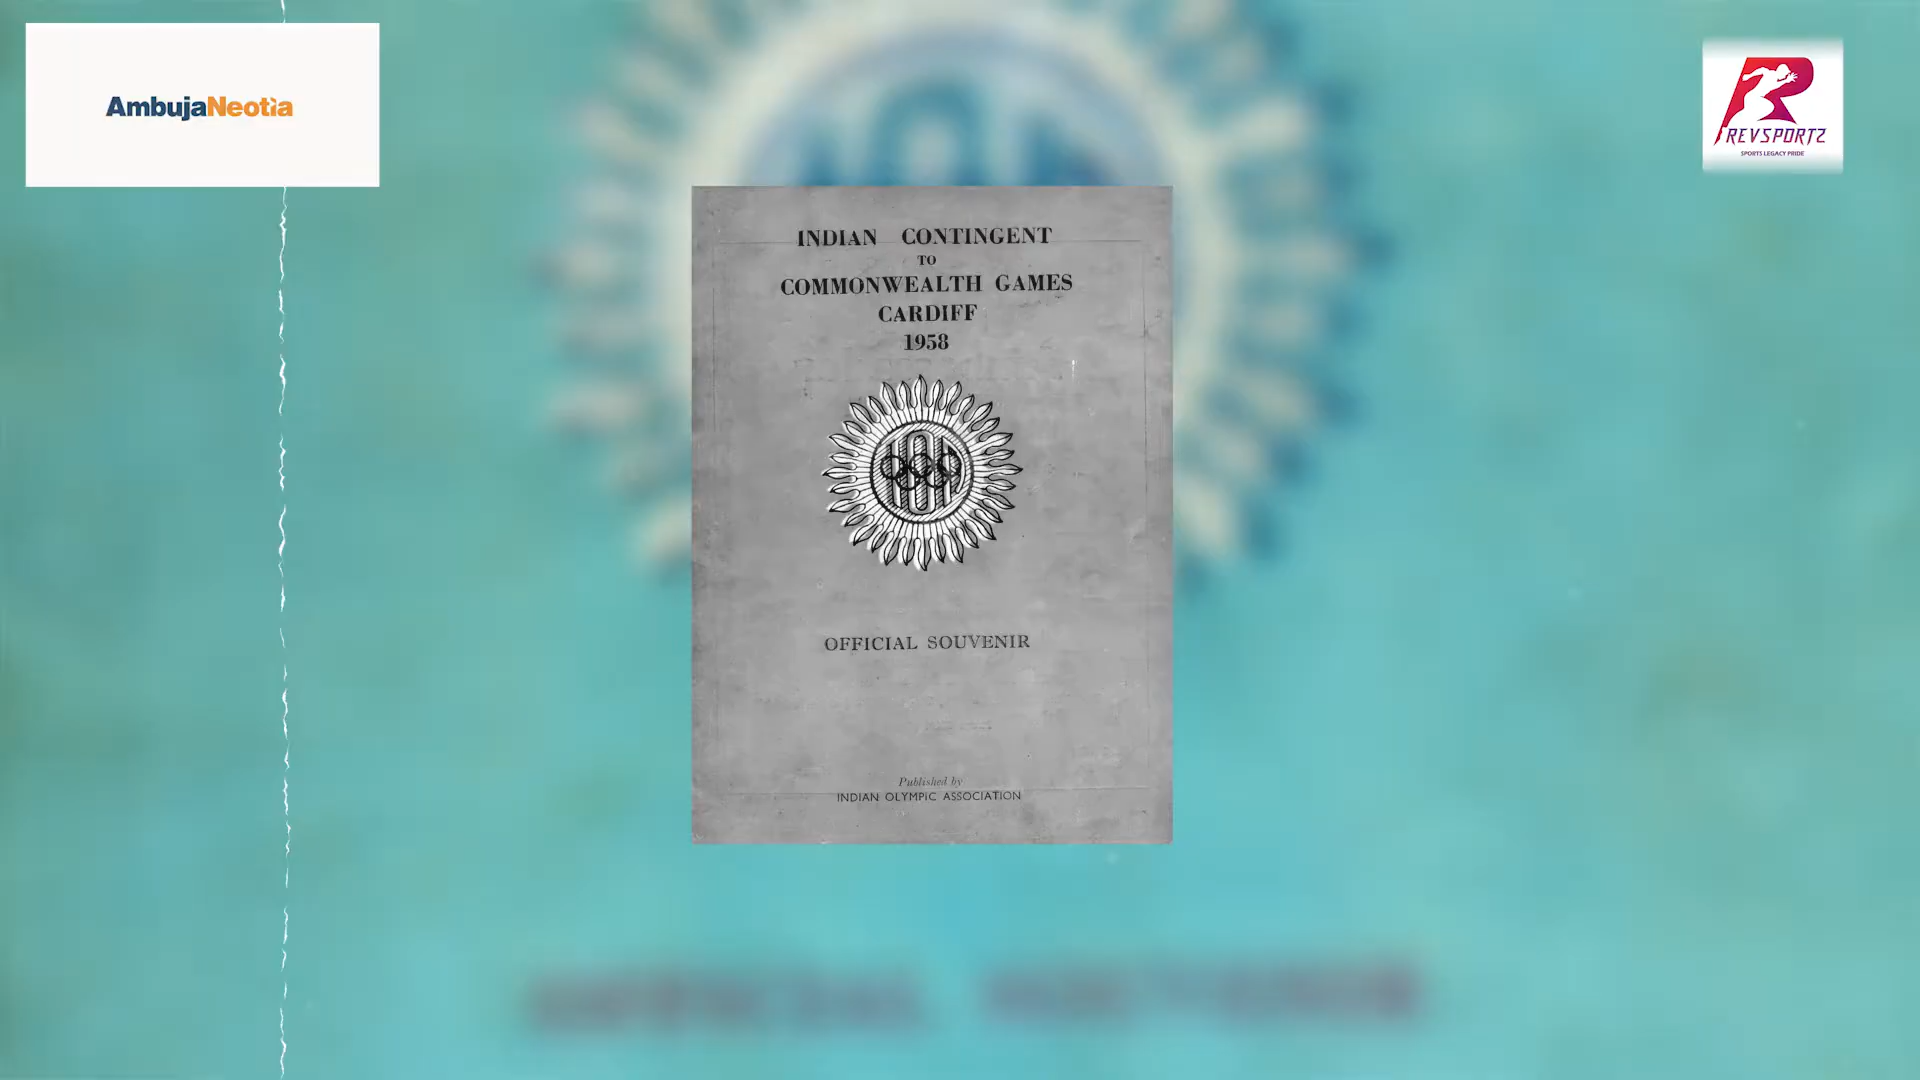 AmbujaNeotia
REVSPORTZ
SPORTS LEGACY PRIDE
INDIAN CONTINGENT
TO
COMMONWEALTH GAMES
CARDIFF
1958
OFFICIAL SOUVENIR
Published by
INDIAN OLYMPIC ASSOCIATION